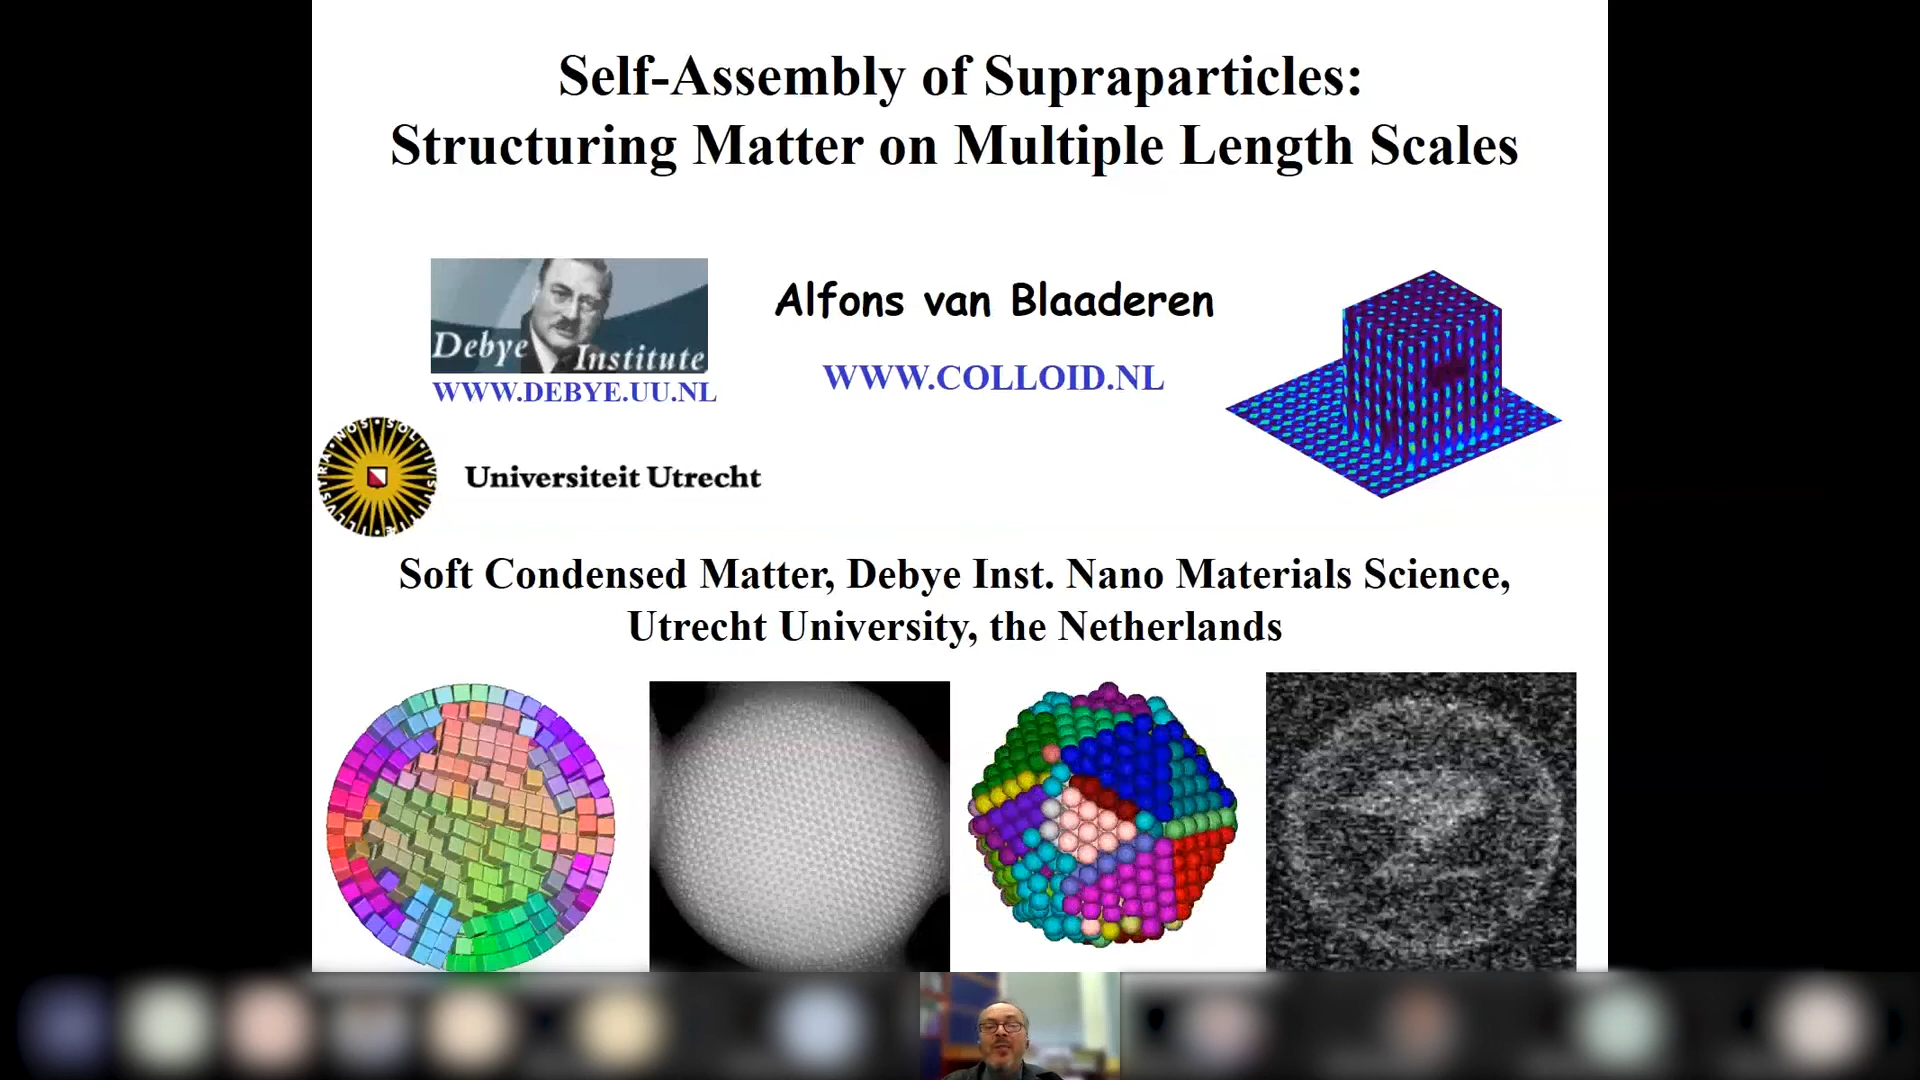 Self-Assembly of Supraparticles:
Structuring Matter on Multiple Length Scales
Debye Institute
WWW.DEBYE.UU.NL
Alfons van Blaaderen
WWW.COLLOID.NL
Universiteit Utrecht
Soft Condensed Matter, Debye Inst. Nano Materials Science,
Utrecht University, the Netherlands